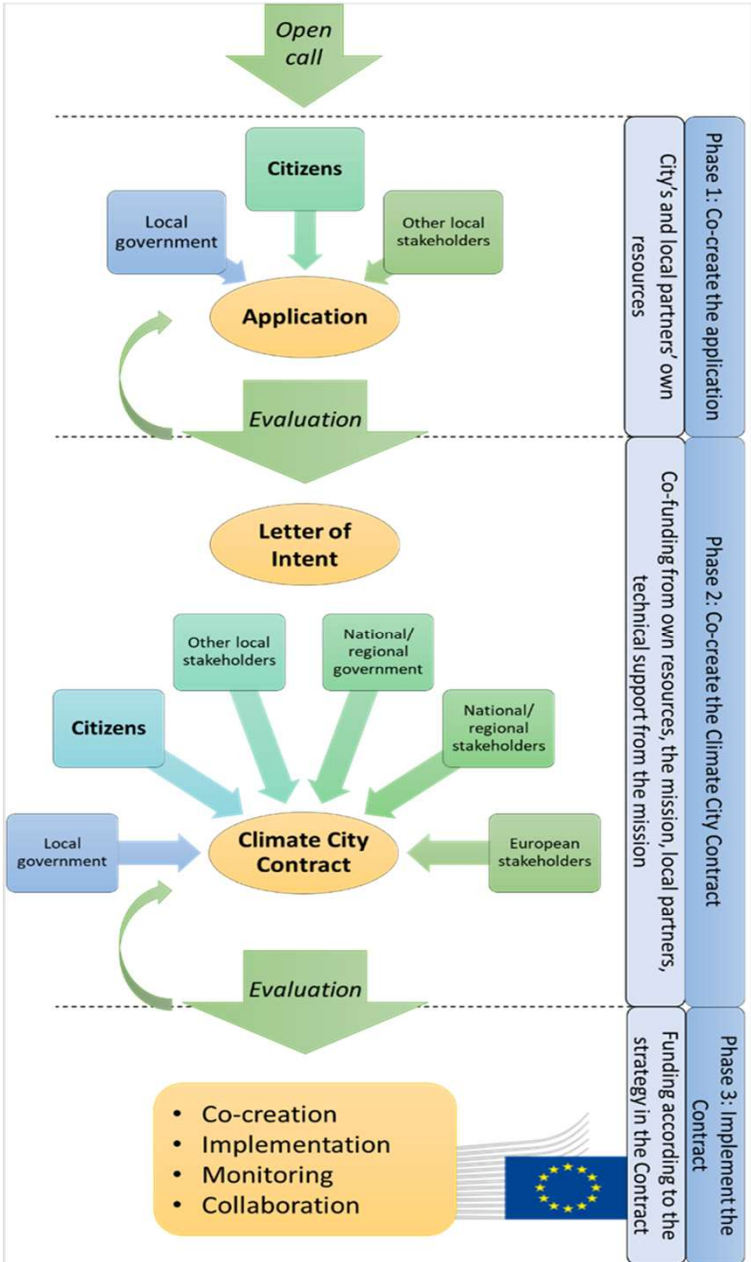 Open
call
Phase 1: Co-create the application
City's and local partners' own
resources
Citizens
Local
government
Other local
stakeholders
Application
Evaluation
Phase 2: Co-create the Climate City Contract
Co-funding from own resources, the mission, local partners,
technical support from the mission
Letter of
Intent
Other local
stakeholders
National/
regional
government
Citizens
National/
regional
stakeholders
Local
government
Climate City
Contract
European
stakeholders
Evaluation
Phase 3: Implement the
Contract
Funding according to the
strategy in the Contract
• Co-creation
• Implementation
• Monitoring
• Collaboration